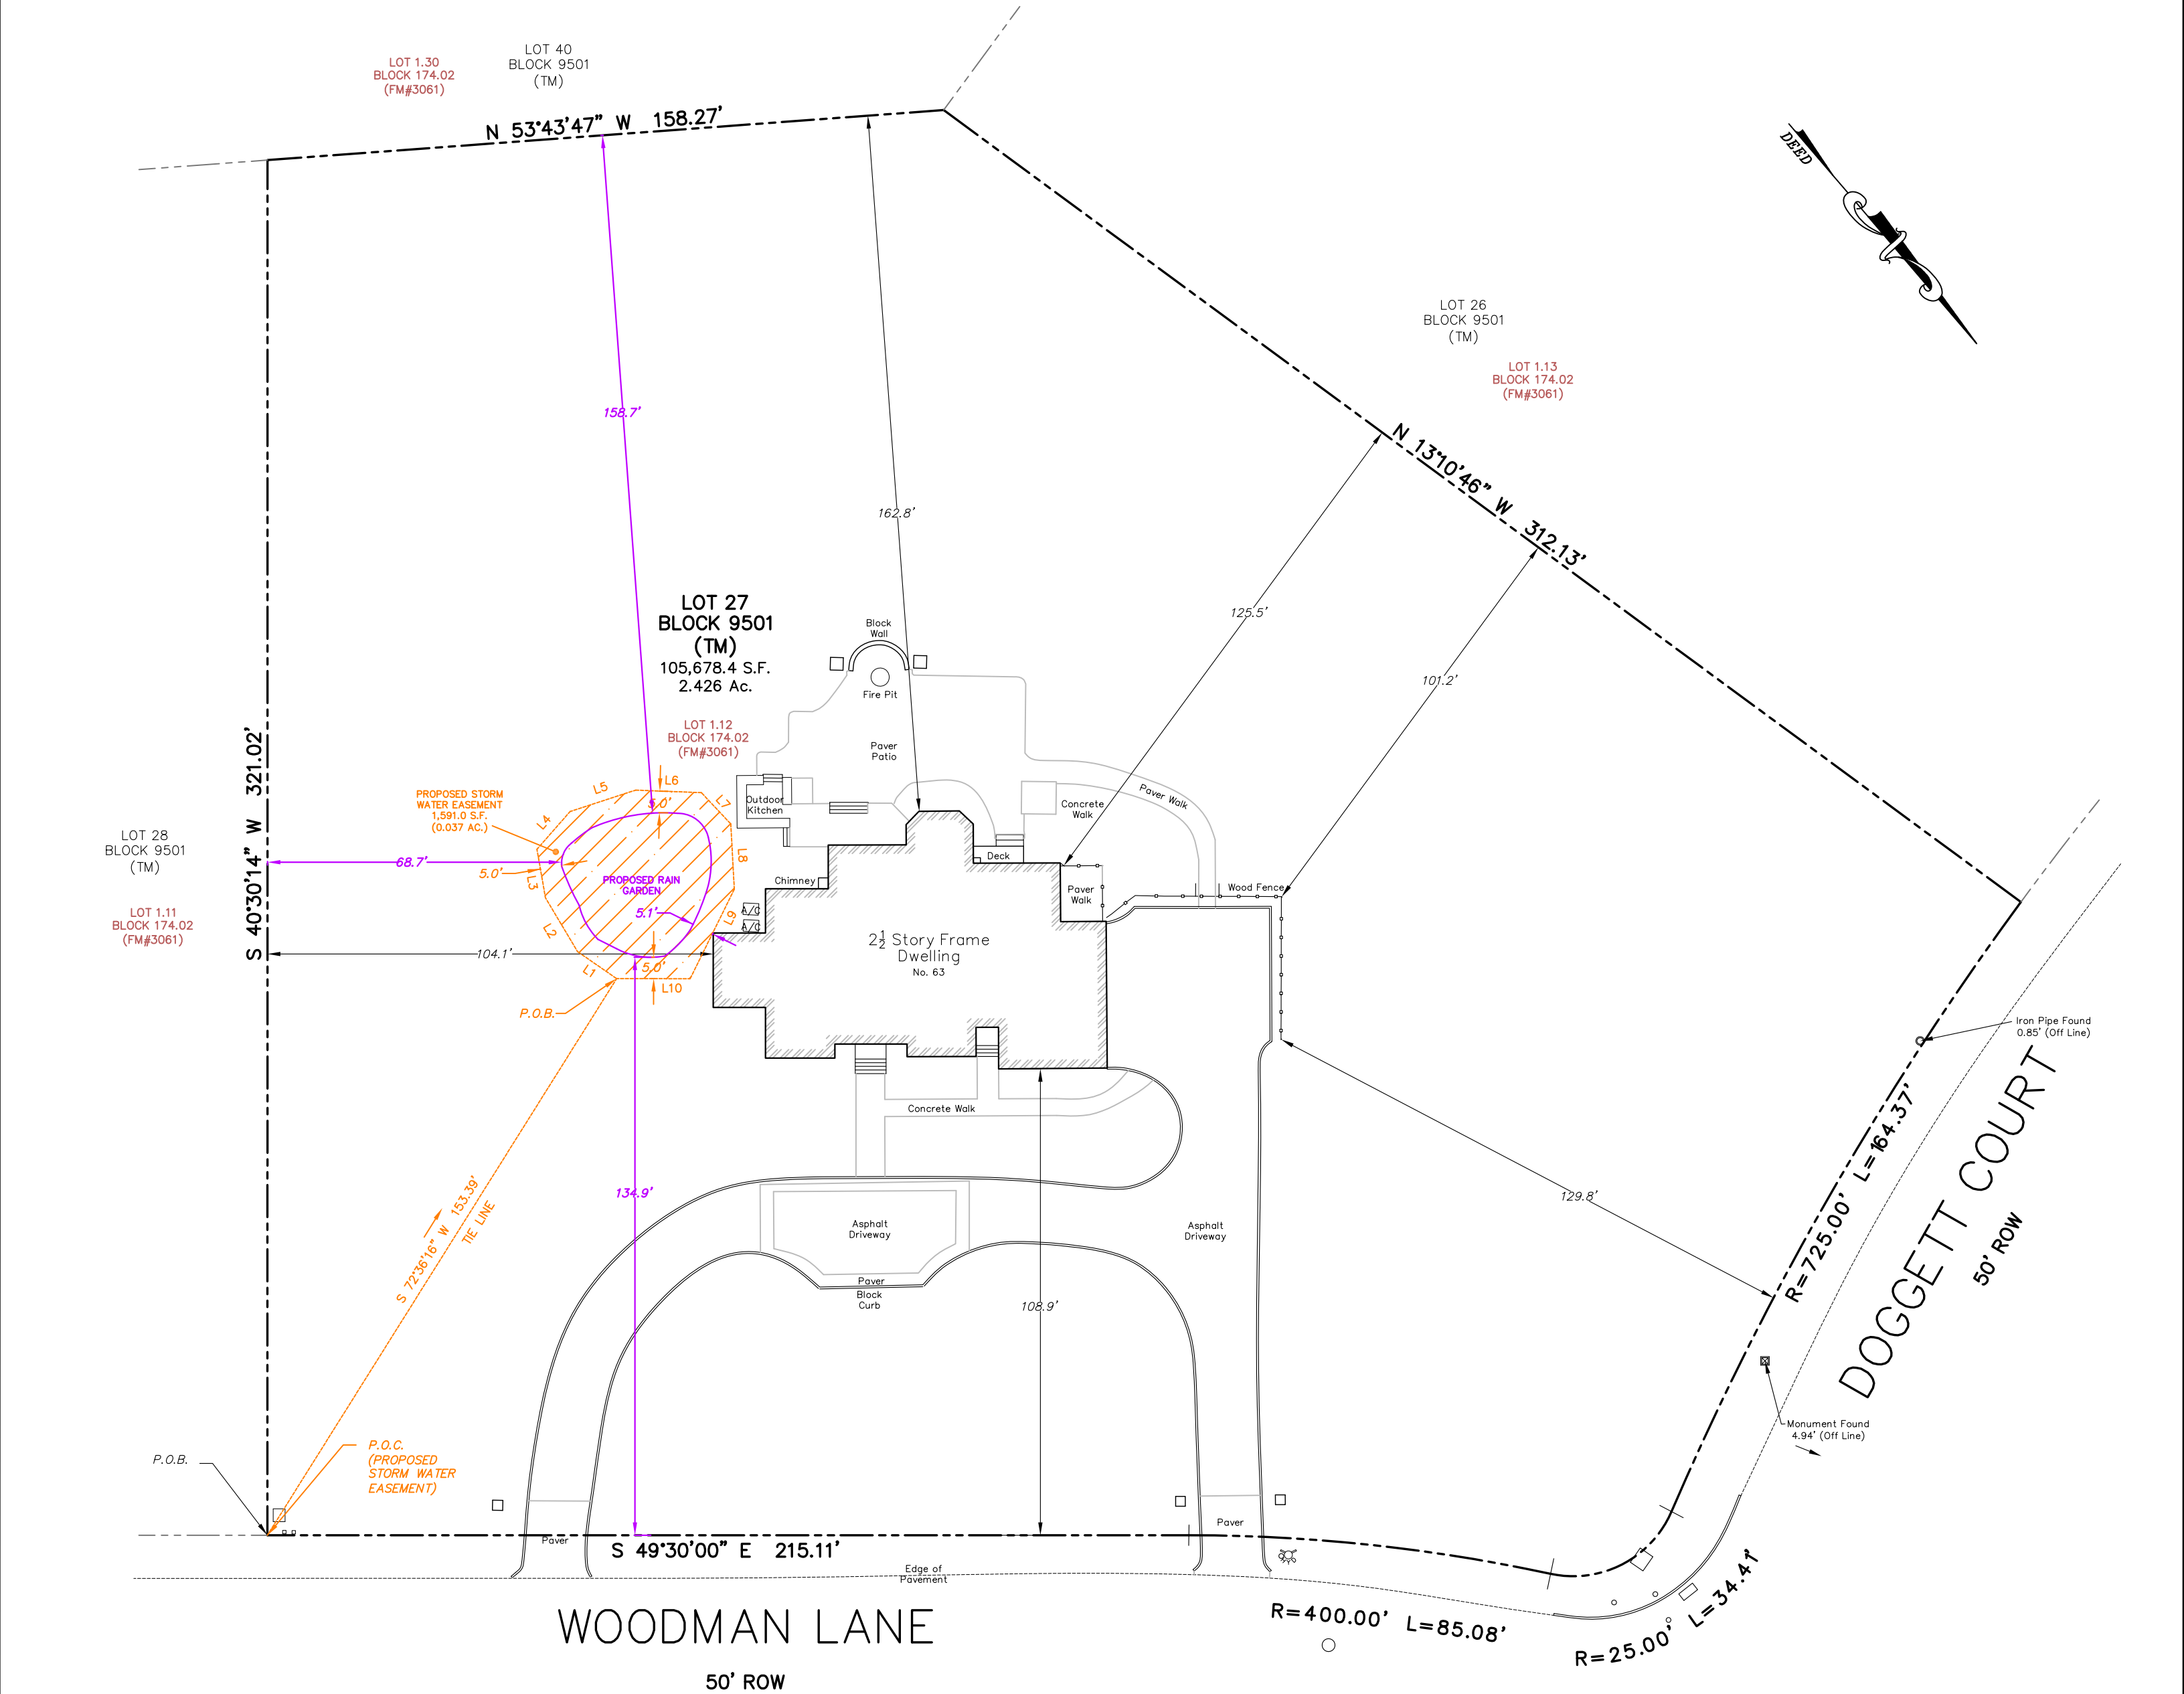 LOT 40
BLOCK 9501
(TM)
LOT 1.30
BLOCK 174.02
(FM#3061)
N 53°43'47" W 158.27'
DEED
LOT 26
BLOCK 9501
(TM)
LOT 1.13
BLOCK 174.02
(FM#3061)
158.7'
162.8'
N 13°10'46" W 312.13'
125.5'
101.2'
LOT 27
BLOCK 9501
(TM)
105,678.4 S.F.
2.426 Ac.
LOT 1.12
BLOCK 174.02
(FM#3061)
Block
Wall
Fire Pit
Paver
Patio
Outdoor
Kitchen
Concrete
Walk
Paver Walk
Deck
Chimney
A/C
A/C
Paver
Walk
Wood Fence
S 40°30'14" W 321.02'
PROPOSED STORM
WATER EASEMENT
1,591.0 S.F.
(0.037 AC.)
L1
L2
L3
L4
L5
L6
L7
L8
L9
L10
5.0'
5.0'
5.0'
5.1'
PROPOSED RAIN
GARDEN
68.7'
104.1'
LOT 28
BLOCK 9501
(TM)
LOT 1.11
BLOCK 174.02
(FM#3061)
2½ Story Frame
Dwelling
No. 63
P.O.B.
Iron Pipe Found
0.85' (Off Line)
Concrete Walk
134.9'
S 72°36'16" W 153.39'
TIE LINE
Asphalt
Driveway
Paver
Block
Curb
Asphalt
Driveway
108.9'
129.8'
R=725.00' L=164.37'
DOGGETT COURT
50' ROW
Monument Found
4.94' (Off Line)
P.O.B.
P.O.C.
(PROPOSED
STORM WATER
EASEMENT)
Paver
Paver
S 49°30'00" E 215.11'
Edge of
Pavement
WOODMAN LANE
50' ROW
R=400.00' L=85.08'
R=25.00' L=34.41'